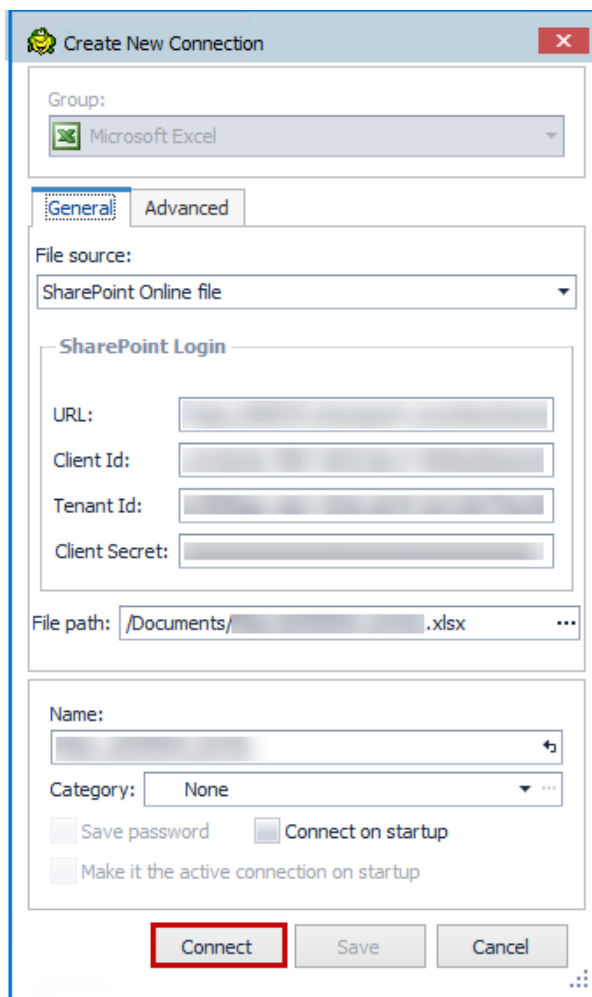 Create New Connection
Group:
Microsoft Excel
General Advanced
File source:
SharePoint Online file
SharePoint Login
URL:
Client Id:
Tenant Id:
Client Secret:
File path: /Documents/ .xlsx ...
Name:
Category: None ...
Save password Connect on startup
Make it the active connection on startup
Connect Save Cancel